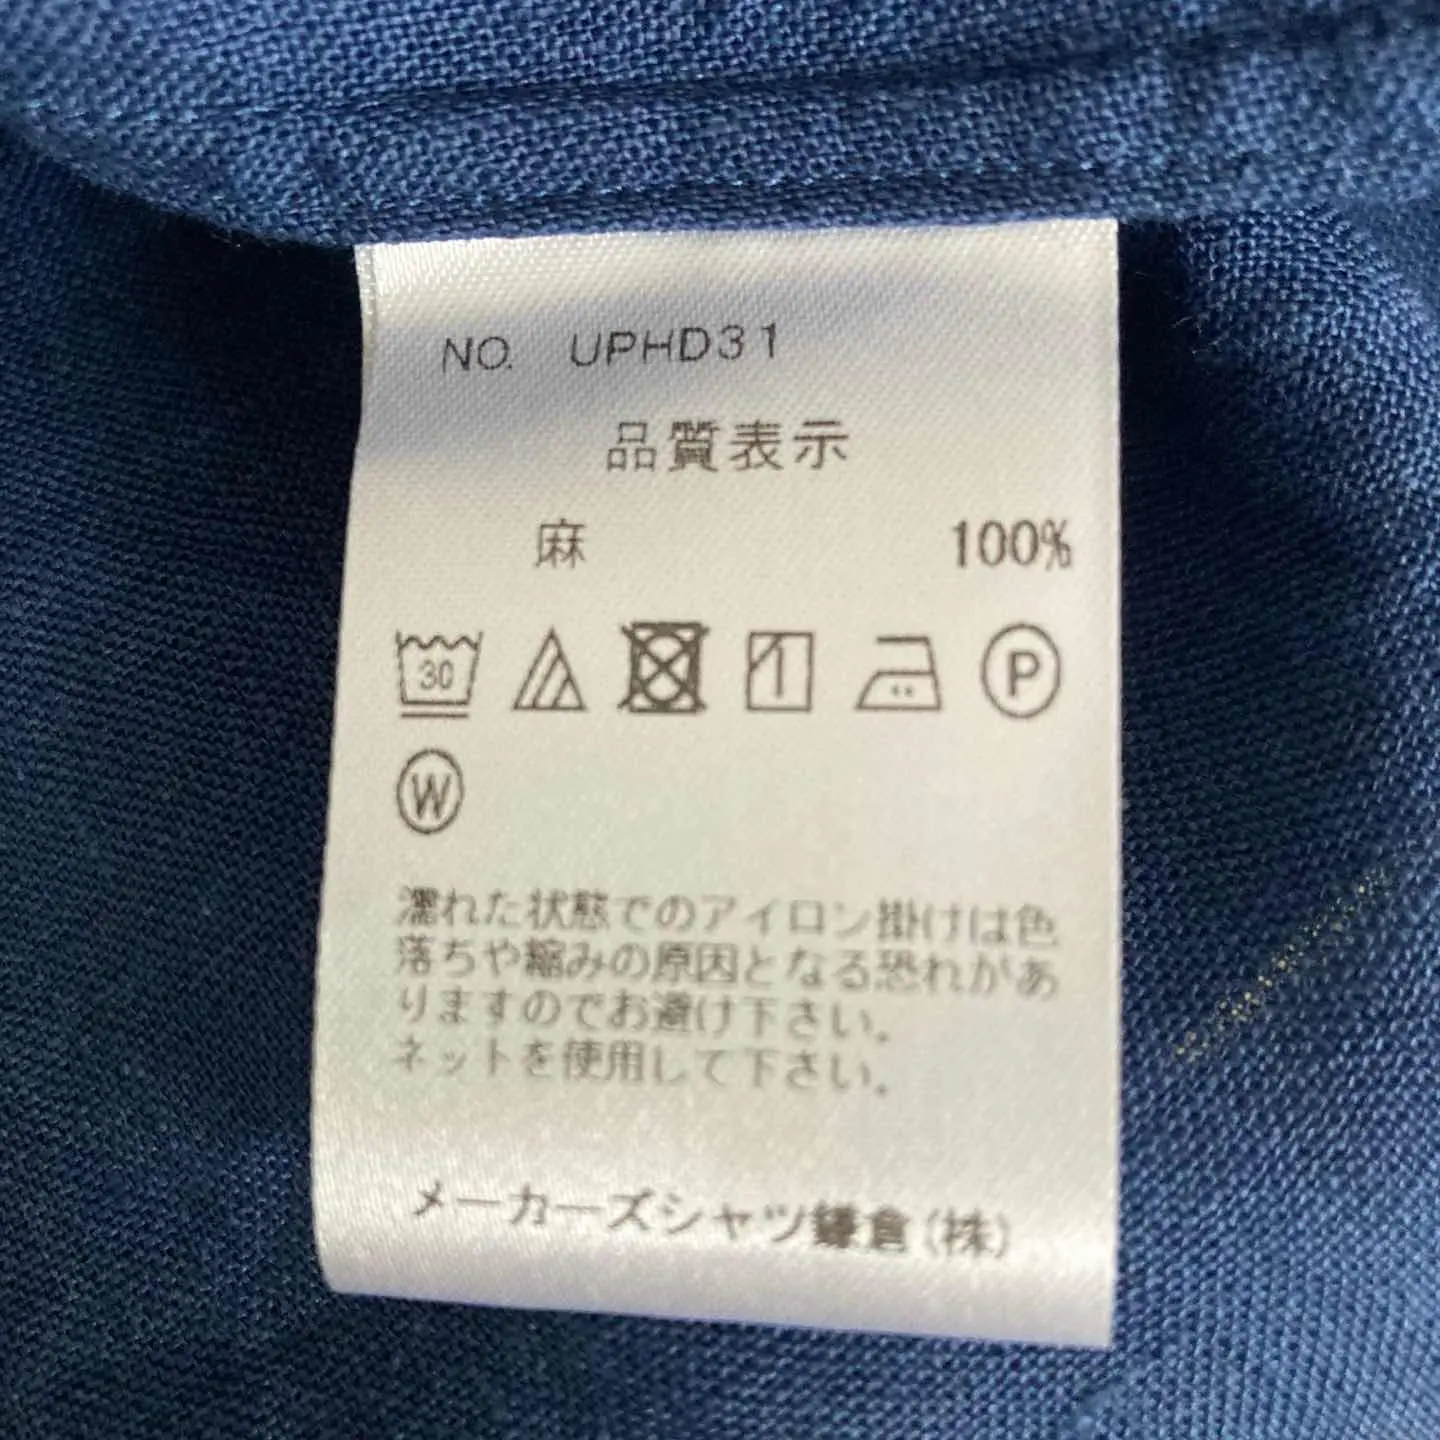 NO. UPHD31
品質表示
麻 100%
30 P
W
濡れた状態でのアイロン掛けは色
落ちや縮みの原因となる恐れがあ
りますのでお避け下さい。
ネットを使用して下さい。
メーカーズシャツ鎌倉(株)